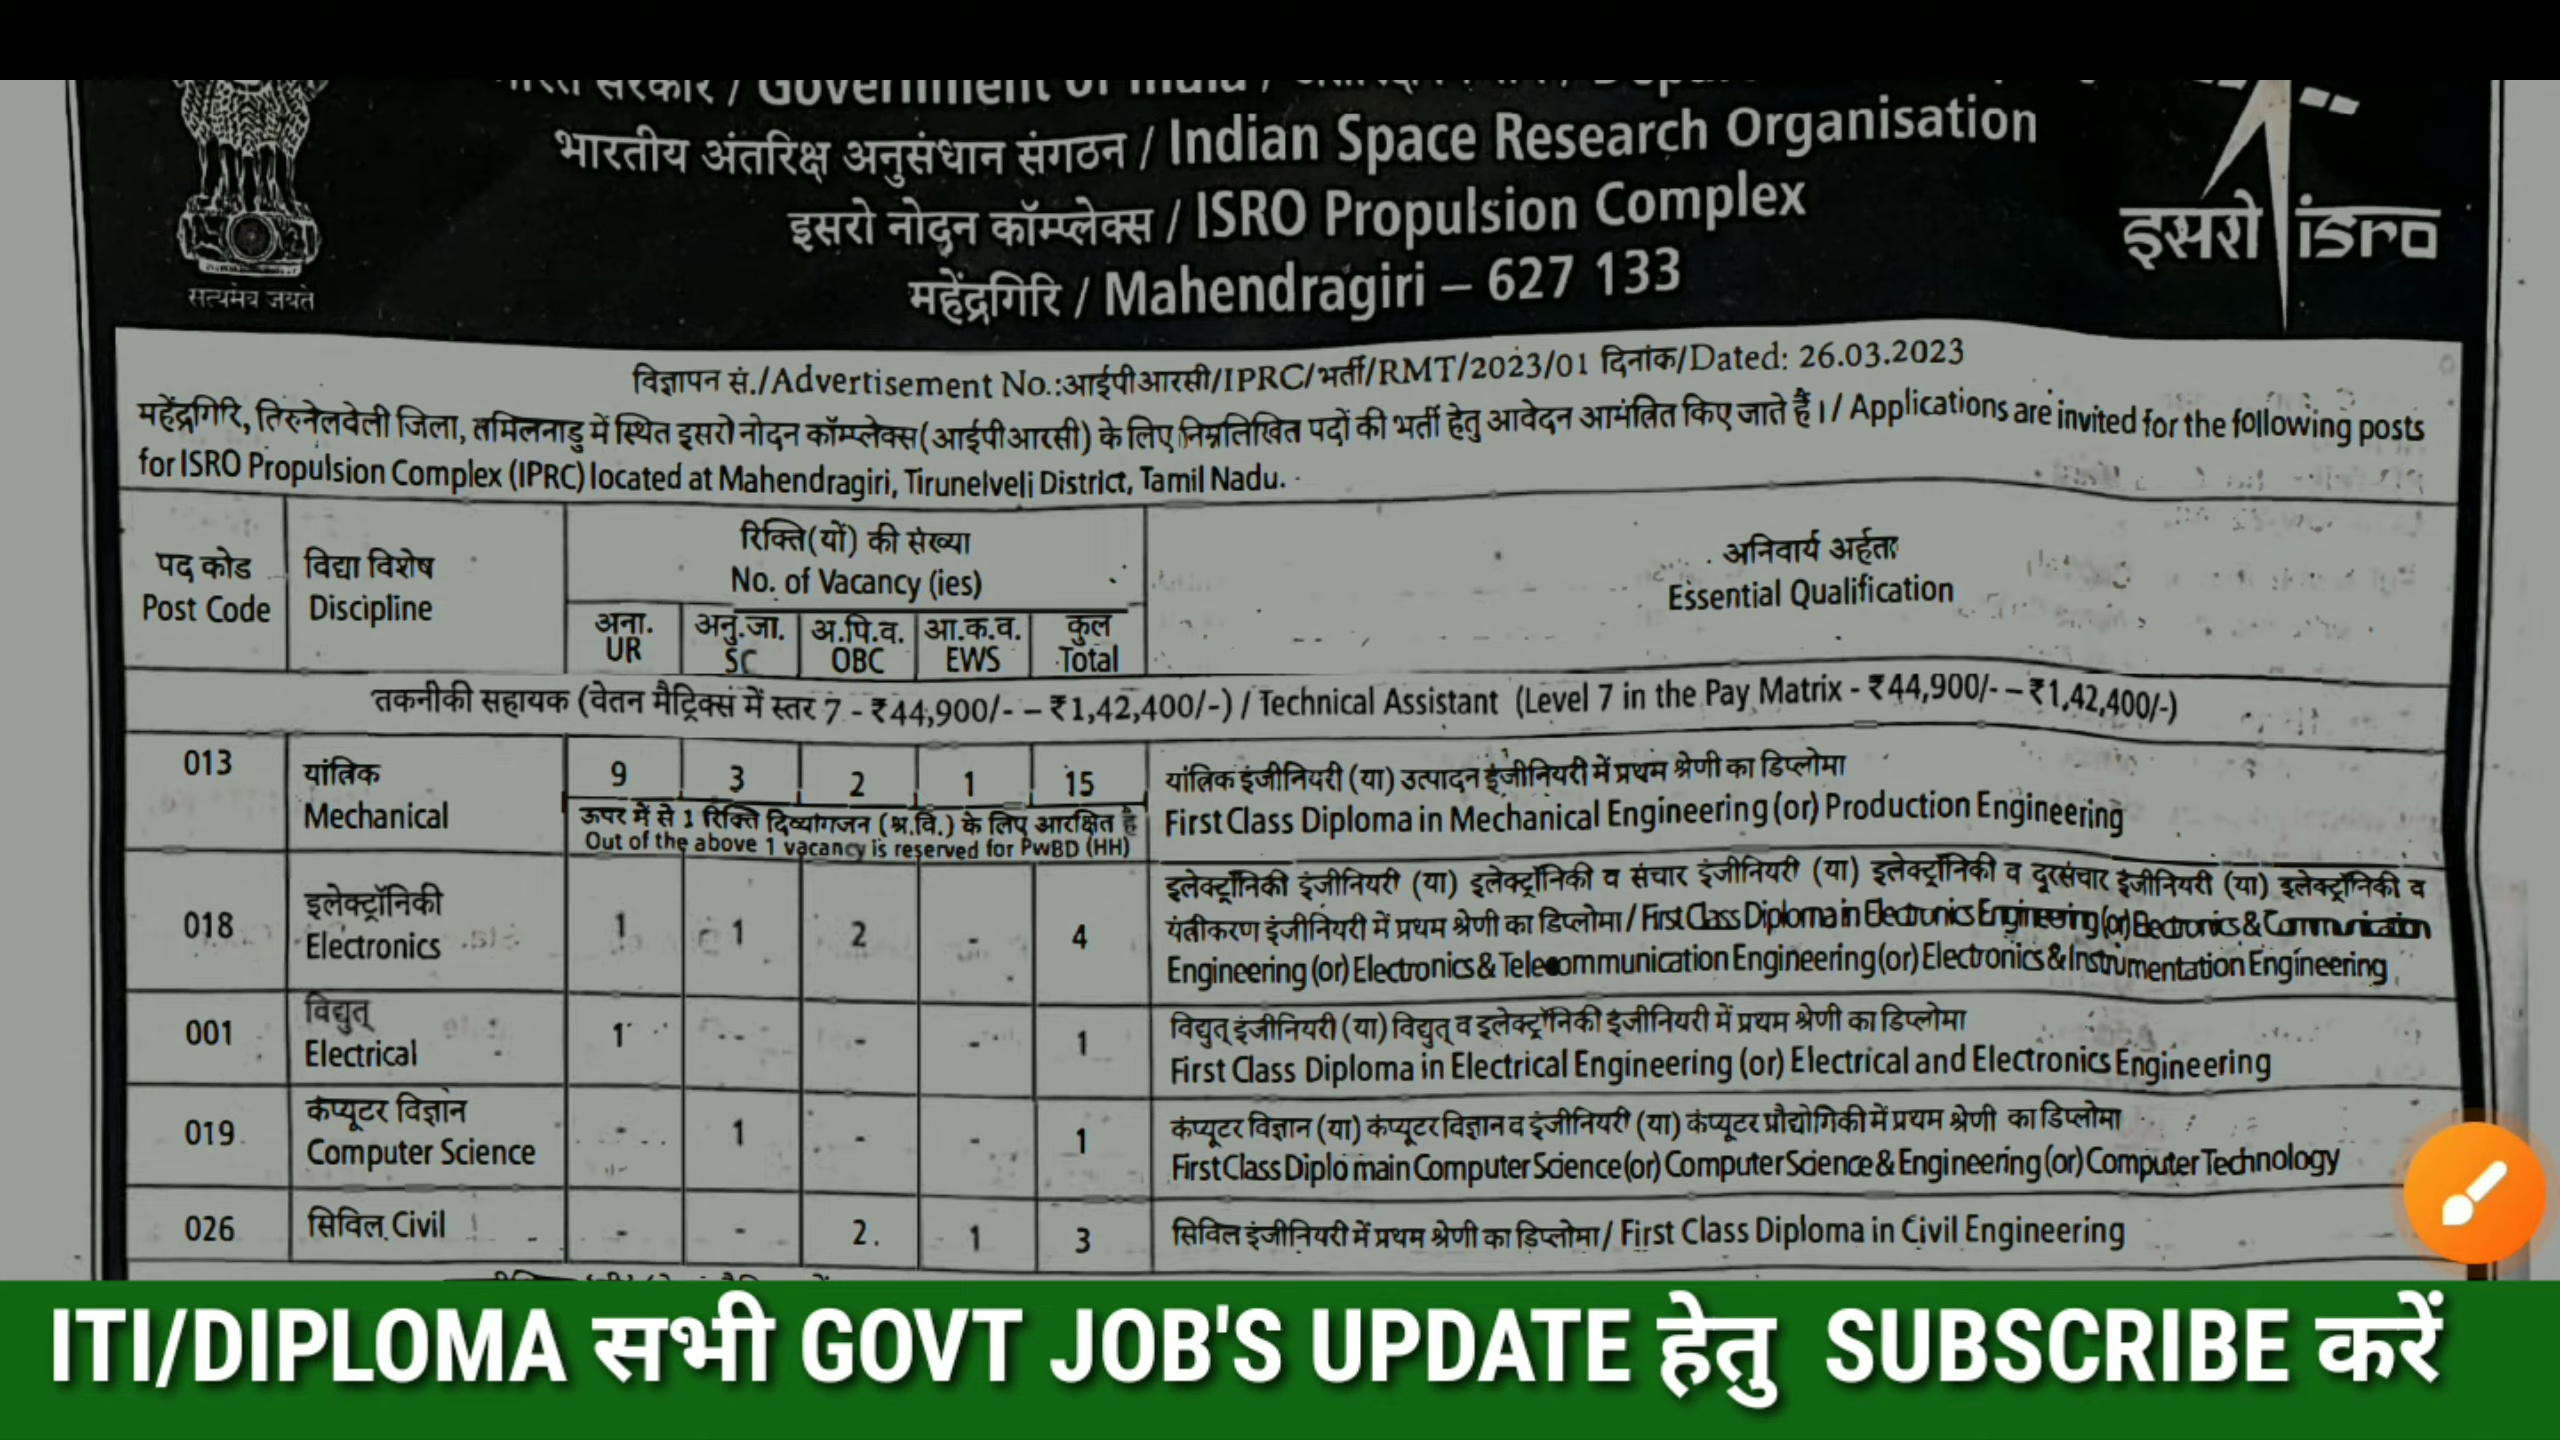 भारत सरकार / Government of India /
भारतीय अंतरिक्ष अनुसंधान संगठन / Indian Space Research Organisation
इसरो नोदन कॉम्प्लेक्स / ISRO Propulsion Complex
महेंद्रगिरि / Mahendragiri – 627 133
सत्यमेव जयते
इसरो isro
विज्ञापन सं./Advertisement No.:आईपीआरसी/IPRC/भर्ती/RMT/2023/01 दिनांक/Dated: 26.03.2023
महेंद्रगिरि, तिरुनेलवेली जिला, तमिलनाडु में स्थित इसरो नोदन कॉम्प्लेक्स(आईपीआरसी) के लिए निम्नलिखित पदों की भर्ती हेतु आवेदन आमंत्रित किए जाते हैं। / Applications are invited for the following posts
for ISRO Propulsion Complex (IPRC) located at Mahendragiri, Tirunelveli District, Tamil Nadu.
पद कोड
Post Code
विद्या विशेष
Discipline
रिक्ति(यों) की संख्या
No. of Vacancy (ies)
अनिवार्य अर्हता
Essential Qualification
अना. अनु.जा. अ.पि.व. आ.क.व. कुल
UR SC OBC EWS Total
तकनीकी सहायक (वेतन मैट्रिक्स में स्तर 7 - ₹44,900/- – ₹1,42,400/-) / Technical Assistant (Level 7 in the Pay Matrix - ₹44,900/- – ₹1,42,400/-)
013 यांत्रिक Mechanical 9 3 2 1 15
ऊपर में से 1 रिक्ति दिव्यांगजन (श्र.वि.) के लिए आरक्षित है
Out of the above 1 vacancy is reserved for PwBD (HH)
यांत्रिक इंजीनियरी (या) उत्पादन इंजीनियरी में प्रथम श्रेणी का डिप्लोमा
First Class Diploma in Mechanical Engineering (or) Production Engineering
018 इलेक्ट्रॉनिकी Electronics 1 1 2 - 4
इलेक्ट्रॉनिकी इंजीनियरी (या) इलेक्ट्रॉनिकी व संचार इंजीनियरी (या) इलेक्ट्रॉनिकी व दूरसंचार इंजीनियरी (या) इलेक्ट्रॉनिकी व
यंत्रीकरण इंजीनियरी में प्रथम श्रेणी का डिप्लोमा / First Class Diploma in Electronics Engineering (or) Electronics & Communication
Engineering (or) Electronics & Telecommunication Engineering (or) Electronics & Instrumentation Engineering
001 विद्युत् Electrical 1 - - - 1
विद्युत् इंजीनियरी (या) विद्युत् व इलेक्ट्रॉनिकी इंजीनियरी में प्रथम श्रेणी का डिप्लोमा
First Class Diploma in Electrical Engineering (or) Electrical and Electronics Engineering
019 कंप्यूटर विज्ञान Computer Science - 1 - - 1
कंप्यूटर विज्ञान (या) कंप्यूटर विज्ञान व इंजीनियरी (या) कंप्यूटर प्रौद्योगिकी में प्रथम श्रेणी का डिप्लोमा
First Class Diplo main Computer Science (or) Computer Science & Engineering (or) Computer Technology
026 सिविल Civil - - 2 1 3
सिविल इंजीनियरी में प्रथम श्रेणी का डिप्लोमा / First Class Diploma in Civil Engineering
ITI/DIPLOMA सभी GOVT JOB'S UPDATE हेतु SUBSCRIBE करें